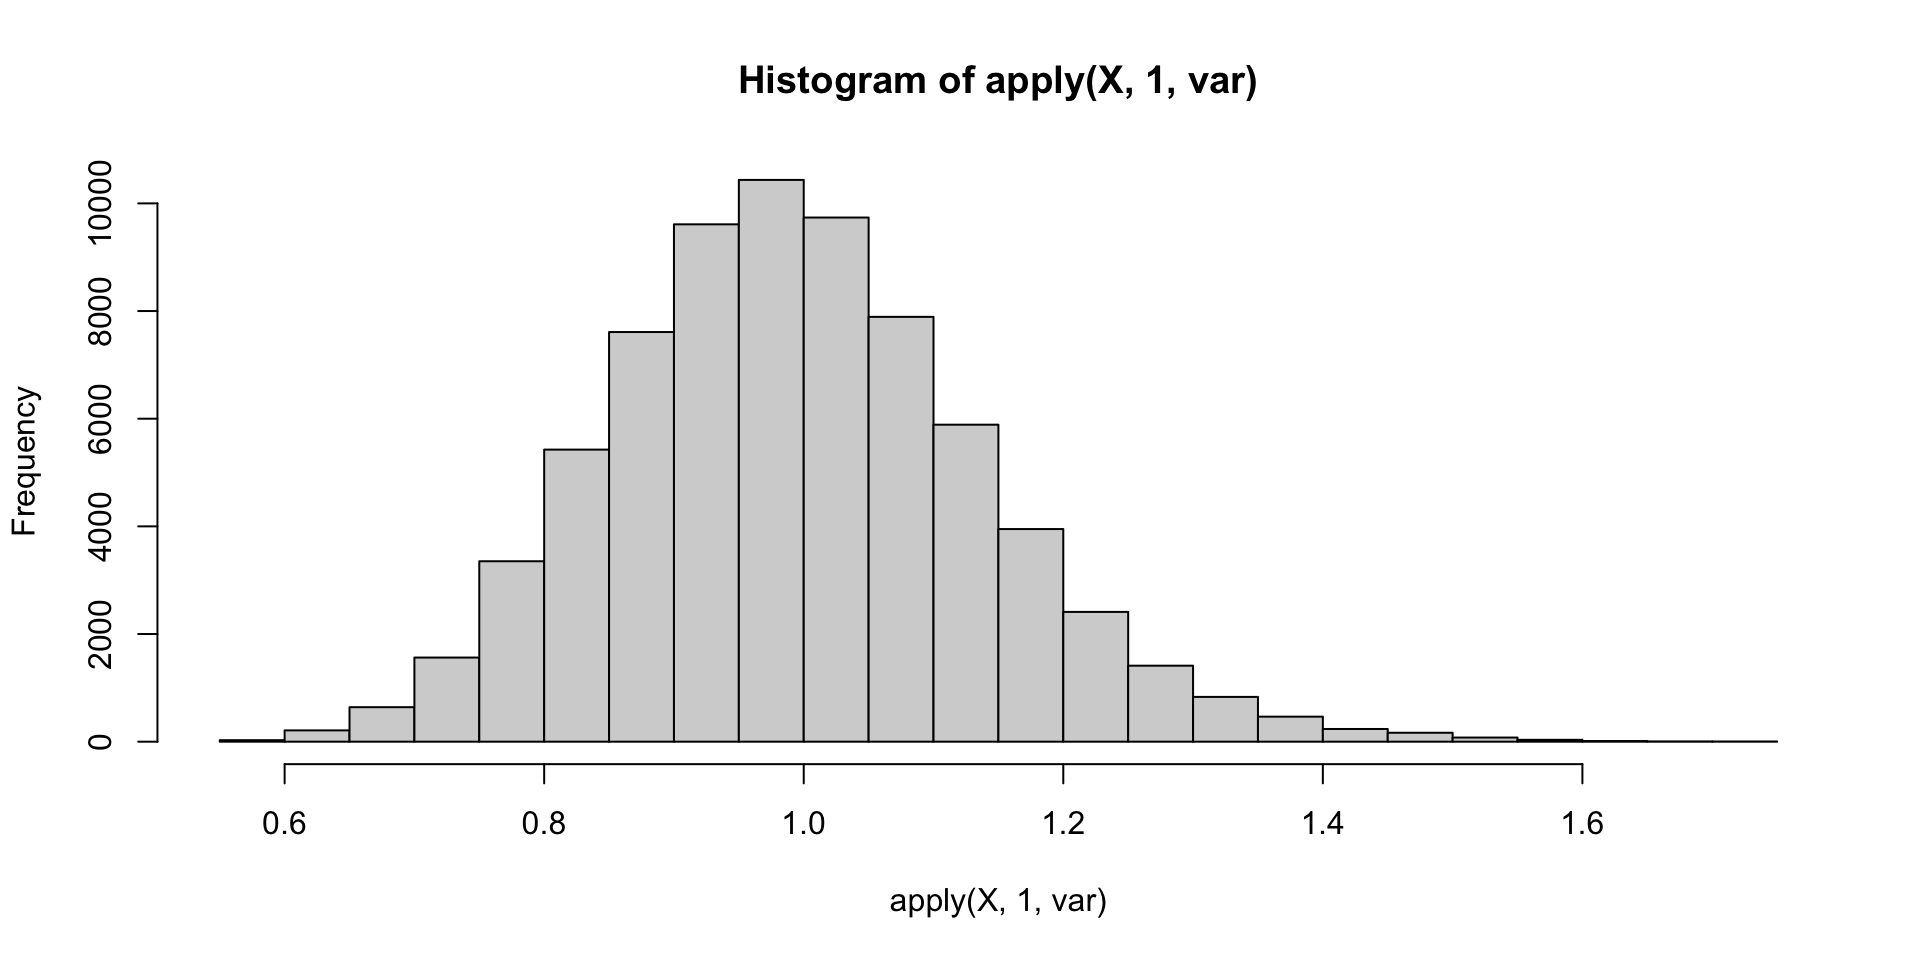 Histogram of apply(X, 1, var)
Frequency
10000
8000
6000
4000
2000
0
0.6 0.8 1.0 1.2 1.4 1.6
apply(X, 1, var)